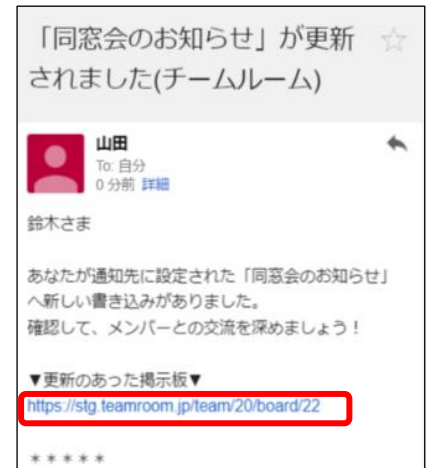 「同窓会のお知らせ」が更新
されました(チームルーム)
山田
To: 自分
0 分前 詳細
鈴木さま
あなたが通知先に設定された「同窓会のお知らせ」
へ新しい書き込みがありました。
確認して、メンバーとの交流を深めましょう！
▼更新のあった掲示板▼
https://stg.teamroom.jp/team/20/board/22
＊＊＊＊＊